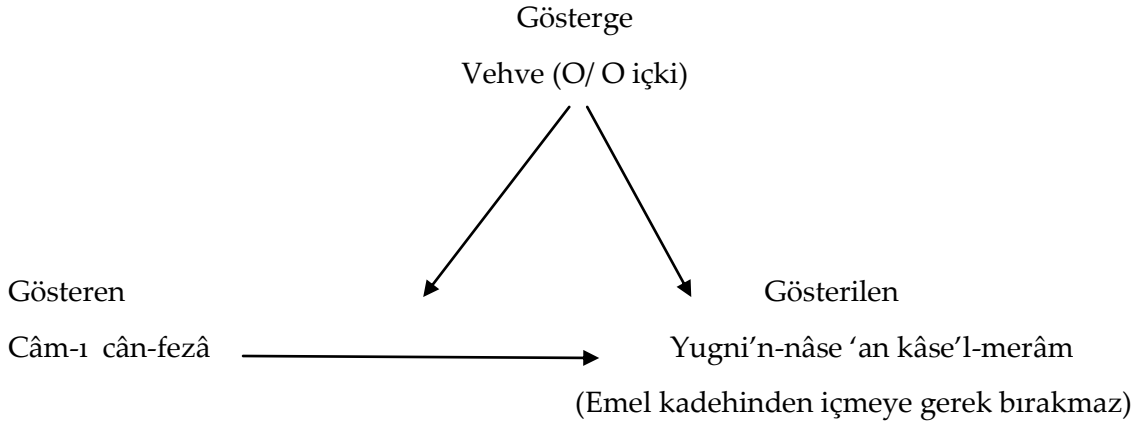 Gösterge
Vehve (O/ O içki)
Gösteren
Gösterilen
Câm-ı cân-fezâ
Yugni’n-nâse ‘an kâse’l-merâm
(Emel kadehinden içmeye gerek bırakmaz)